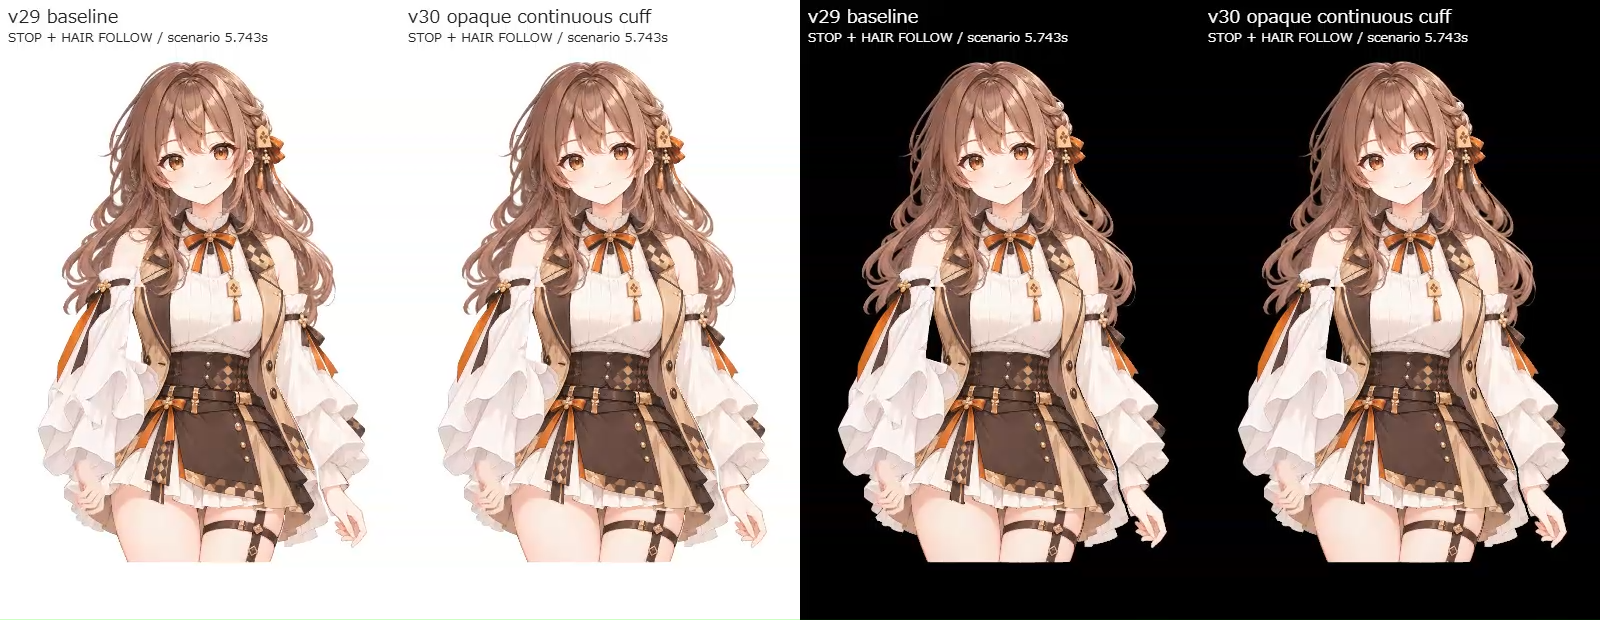 v29 baseline
STOP + HAIR FOLLOW / scenario 5.743s
v30 opaque continuous cuff
STOP + HAIR FOLLOW / scenario 5.743s
v29 baseline
STOP + HAIR FOLLOW / scenario 5.743s
v30 opaque continuous cuff
STOP + HAIR FOLLOW / scenario 5.743s